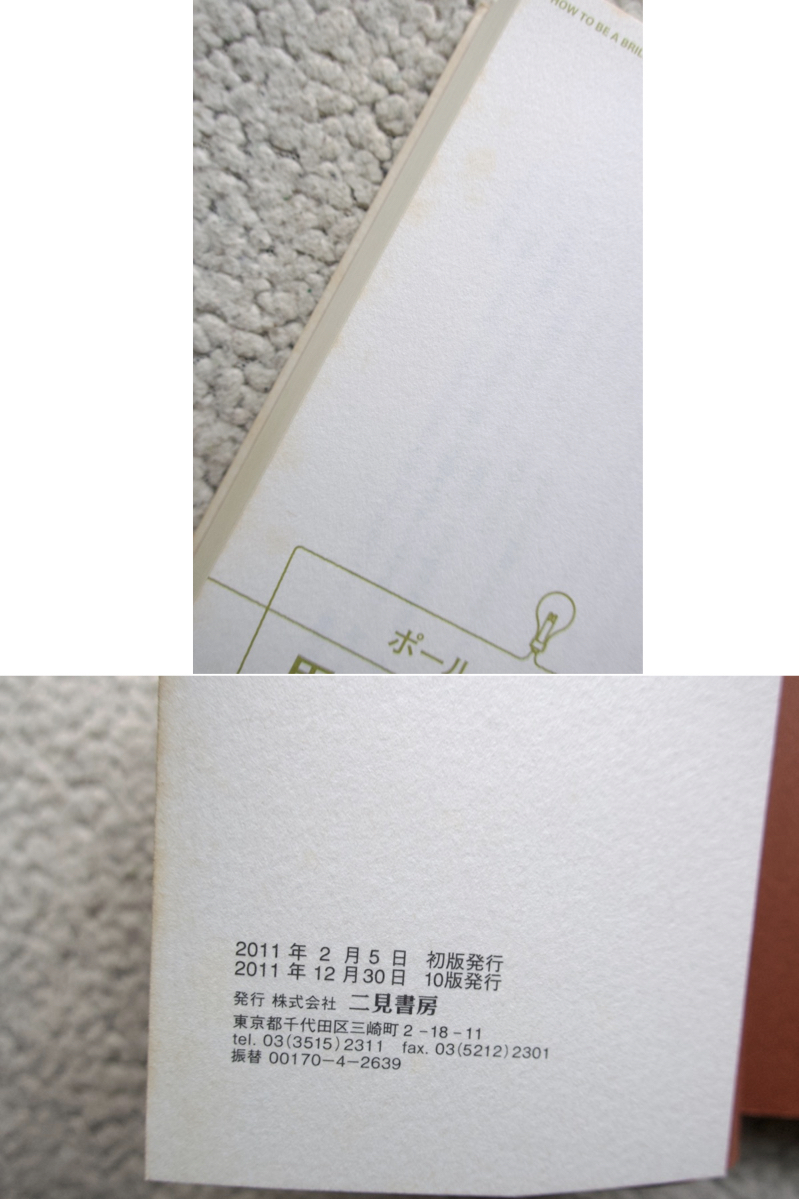 HOW TO BE A
ポール
2011年2月5日 初版発行
2011年12月30日 10版発行
発行 株式会社 二見書房
東京都千代田区三崎町2-18-11
tel. 03(3515)2311 fax. 03(5212)2301
振替 00170-4-2639